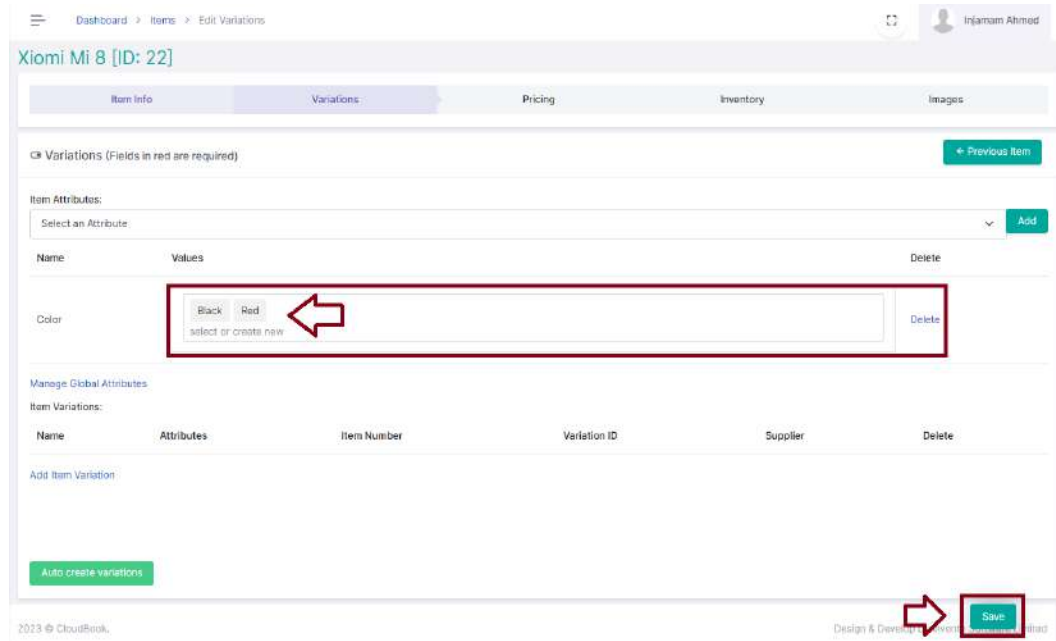 Dashboard > Items > Edit Variations
Injamam Ahmed
Xiomi Mi 8 [ID: 22]
Item Info Variations Pricing Inventory Images
Variations (Fields in red are required)
← Previous Item
Item Attributes:
Select an Attribute
Add
Name Values Delete
Color
Black Red
select or create new
Delete
Manage Global Attributes
Item Variations:
Name Attributes Item Number Variation ID Supplier Delete
Add Item Variation
Auto create variations
Save
2023 © CloudBook.
Design & Develop